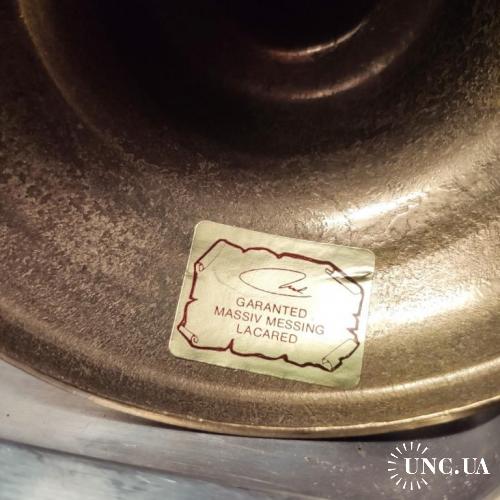 GARANTED
MASSIV MESSING
LACARED
UNC.UA